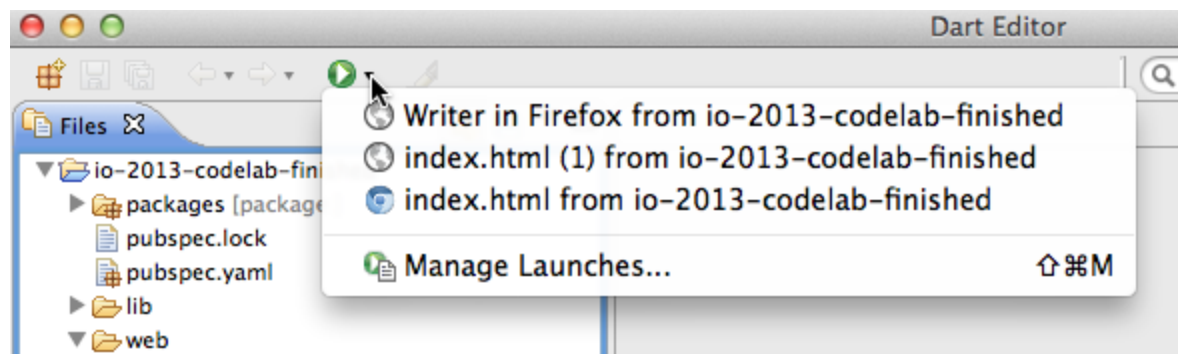 Dart Editor
Files
Writer in Firefox from io-2013-codelab-finished
index.html (1) from io-2013-codelab-finished
index.html from io-2013-codelab-finished
Manage Launches... ⇧⌘M
io-2013-codelab-fin
packages [package
pubspec.lock
pubspec.yaml
lib
web